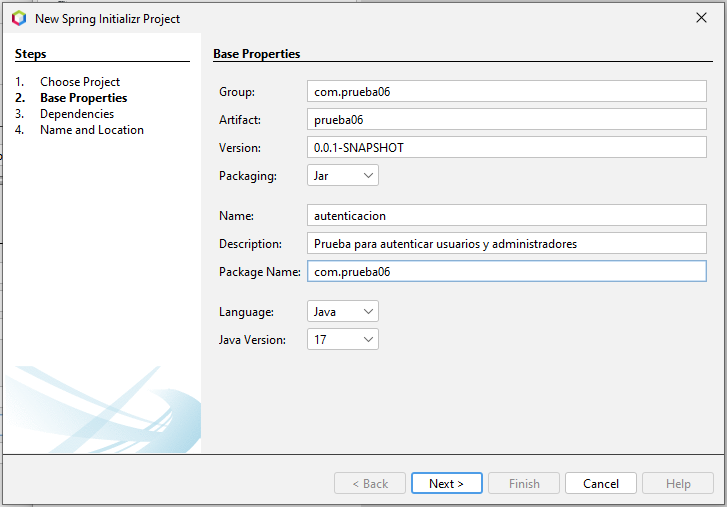 New Spring Initializr Project
Steps
1. Choose Project
2. Base Properties
3. Dependencies
4. Name and Location
Base Properties
Group: com.prueba06
Artifact: prueba06
Version: 0.0.1-SNAPSHOT
Packaging: Jar
Name: autenticacion
Description: Prueba para autenticar usuarios y administradores
Package Name: com.prueba06
Language: Java
Java Version: 17
< Back Next > Finish Cancel Help